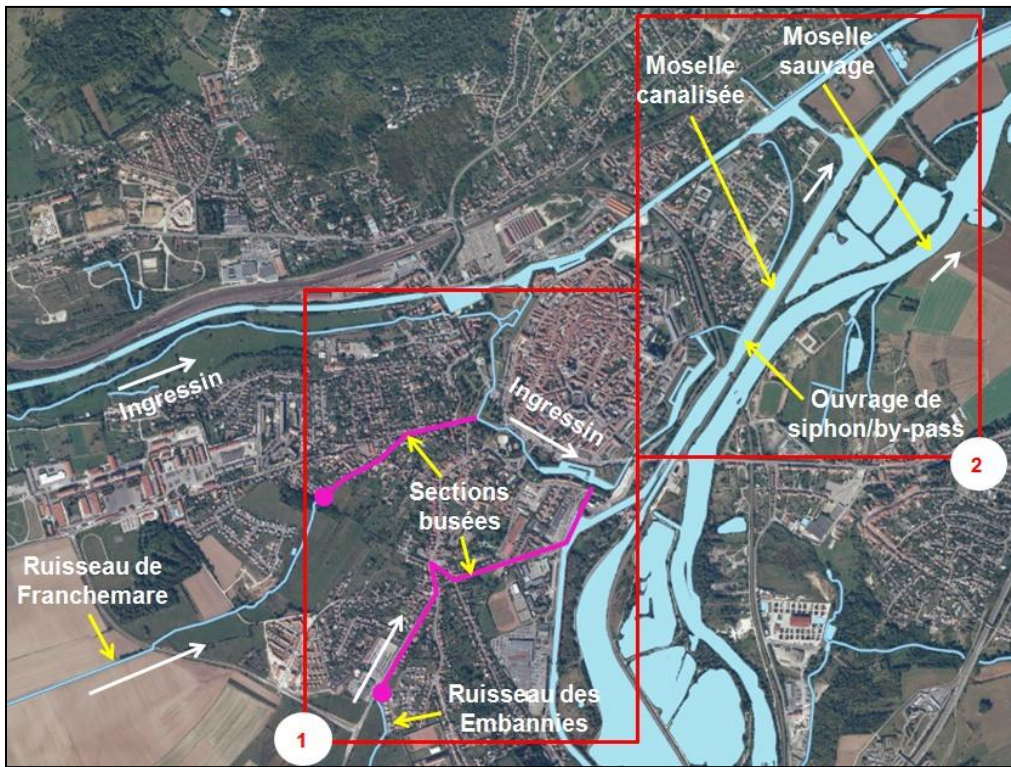 Moselle
sauvage
Moselle
canalisée
Ingressin
Ingressin
Ouvrage de
siphon/by-pass
2
Sections
busées
Ruisseau de
Franchemare
Ruisseau des
Embannies
1